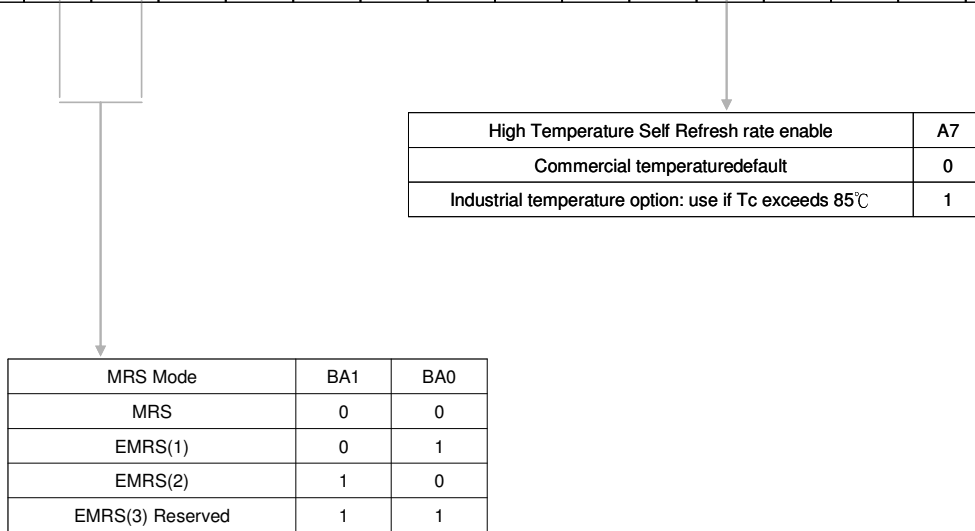 High Temperature Self Refresh rate enable A7
Commercial temperaturedefault 0
Industrial temperature option: use if Tc exceeds 85℃ 1
MRS Mode BA1 BA0
MRS 0 0
EMRS(1) 0 1
EMRS(2) 1 0
EMRS(3) Reserved 1 1